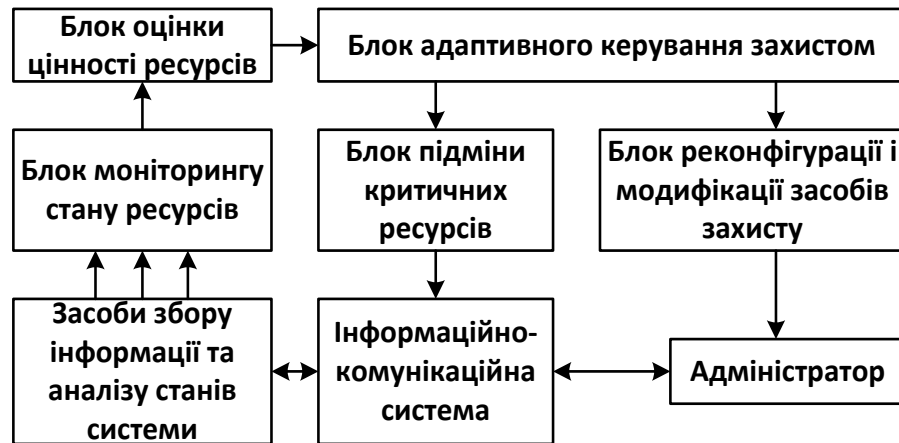 Блок оцінки
цінності ресурсів
Блок адаптивного керування захистом
Блок моніторингу
стану ресурсів
Блок підміни
критичних
ресурсів
Блок реконфігурації і
модифікації засобів
захисту
Засоби збору
інформації та
аналізу станів
системи
Інформаційно-
комунікаційна
система
Адміністратор